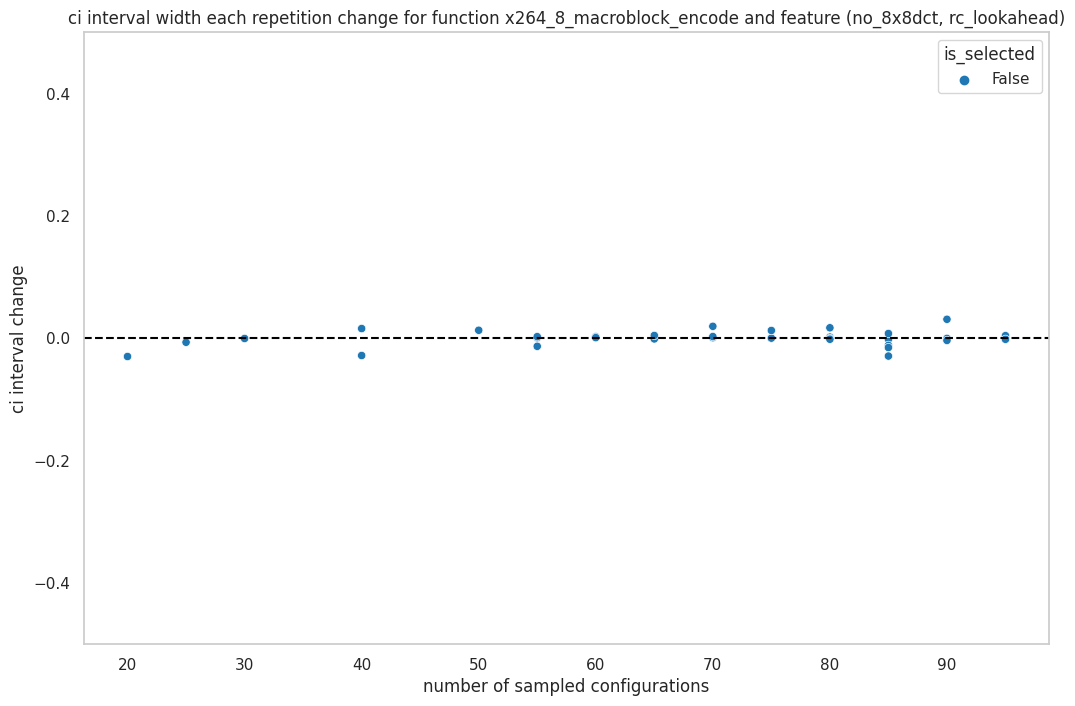 ci interval width each repetition change for function x264_8_macroblock_encode and feature (no_8x8dct, rc_lookahead)
is_selected
False
0.4
0.2
0.0
−0.2
−0.4
ci interval change
20 30 40 50 60 70 80 90
number of sampled configurations